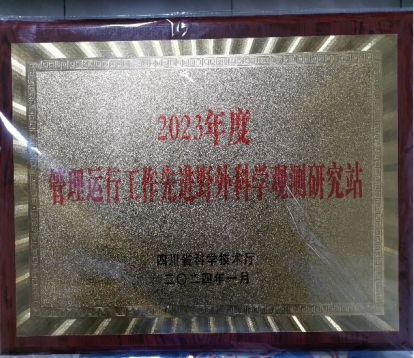 2023年度
管理运行工作先进野外科学观测研究站
四川省科学技术厅
二〇二四年一月